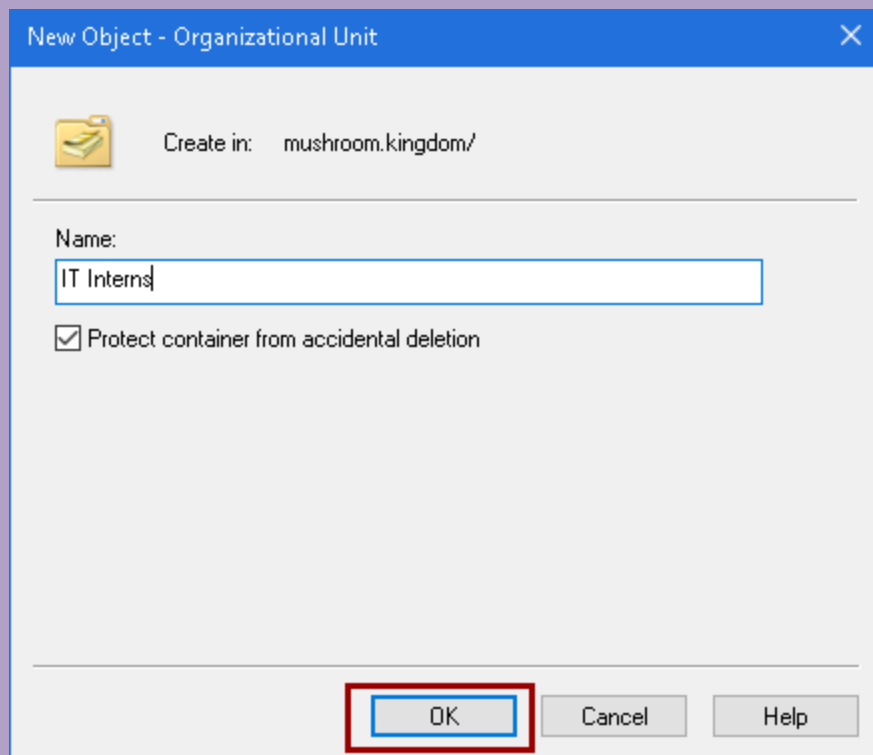 New Object - Organizational Unit
Create in: mushroom.kingdom/
Name:
IT Interns
Protect container from accidental deletion
OK Cancel Help